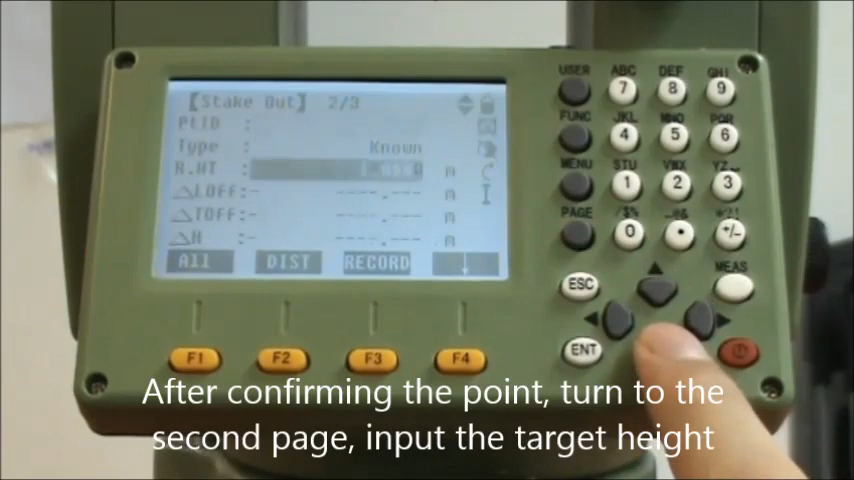 【Stake Out】 2/3
PtID :
Type : Known
R.HT : m
△LOFF:- ----.--- m
△TOFF:- ----.--- m
△H :- ----.--- m
All DIST RECORD ↓
F1 F2 F3 F4
USER ABC DEF GHI
7 8 9
FUNC JKL MNO PQR
4 5 6
MENU STU VWX YZ
1 2 3
PAGE /$% _@& */?!
0 • +/-
ESC MEAS
ENT
After confirming the point, turn to the
second page, input the target height